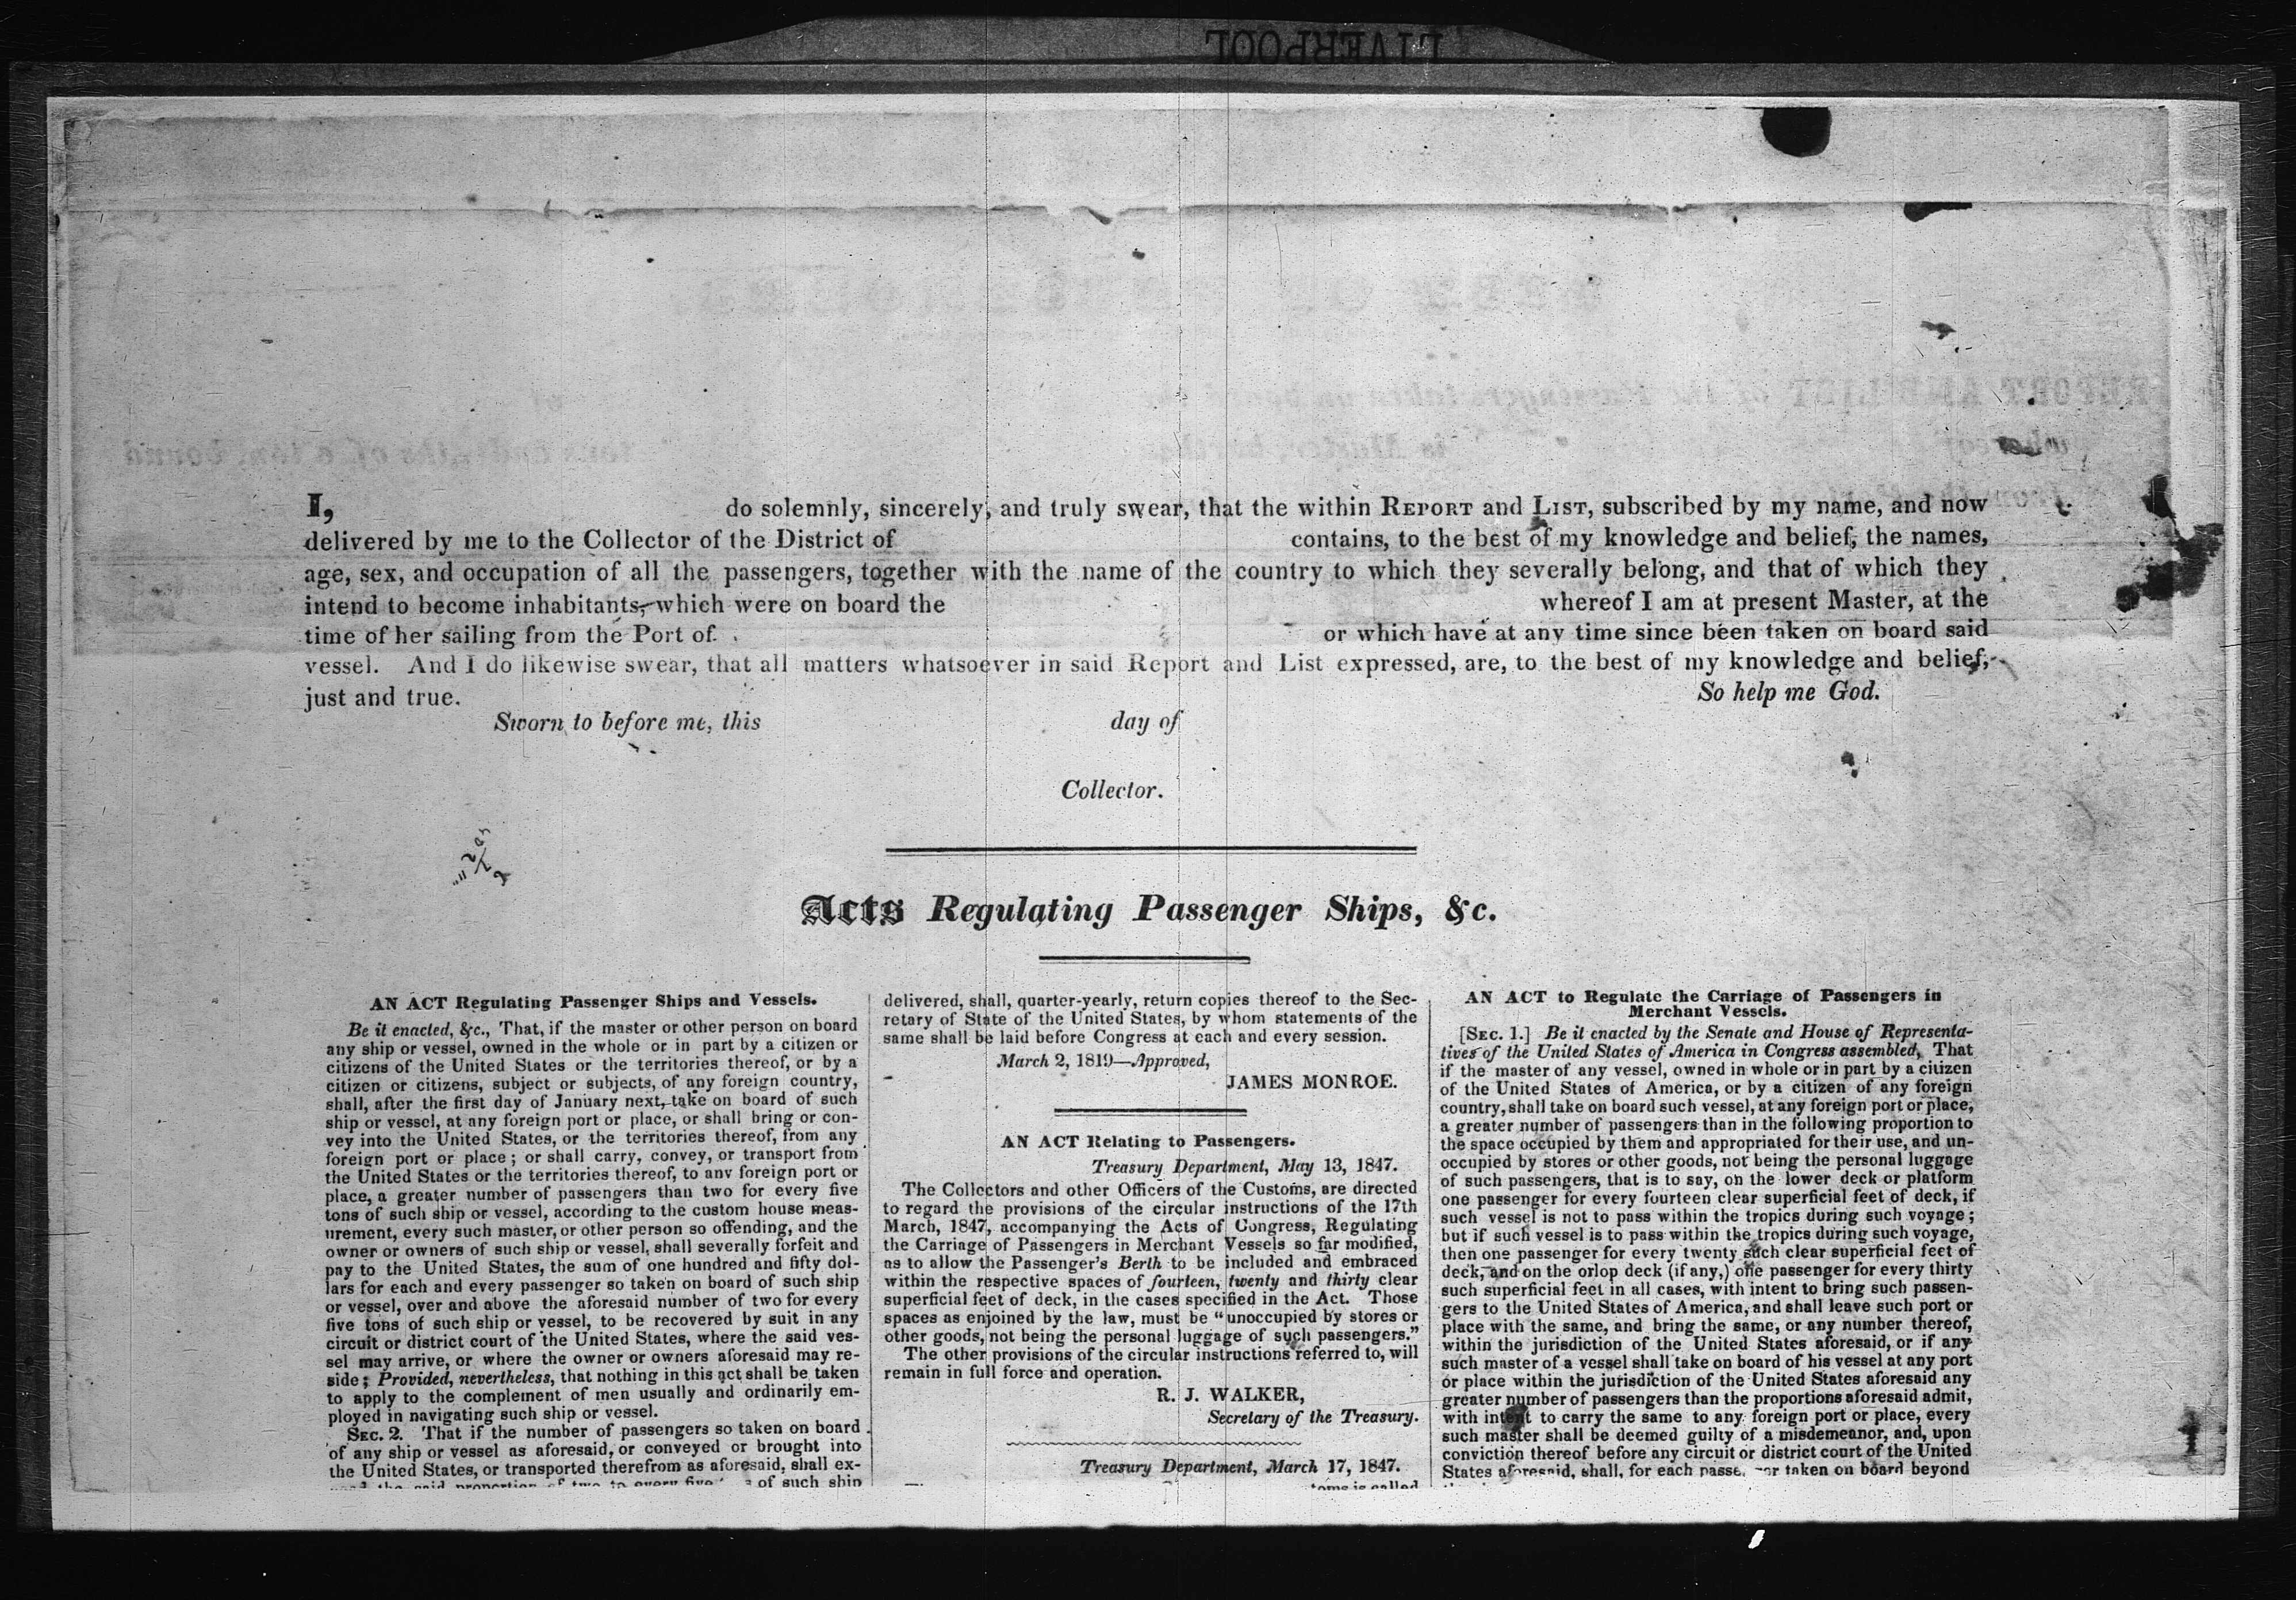 LIVERPOOL
I, do solemnly, sincerely, and truly swear, that the within REPORT and LIST, subscribed by my name, and now
delivered by me to the Collector of the District of contains, to the best of my knowledge and belief, the names,
age, sex, and occupation of all the passengers, together with the name of the country to which they severally belong, and that of which they
intend to become inhabitants, which were on board the whereof I am at present Master, at the
time of her sailing from the Port of or which have at any time since been taken on board said
vessel. And I do likewise swear, that all matters whatsoever in said Report and List expressed, are, to the best of my knowledge and belief,
just and true. So help me God.
Sworn to before me, this day of
Collector.
Acts Regulating Passenger Ships, &c.
AN ACT Regulating Passenger Ships and Vessels.
Be it enacted, &c., That, if the master or other person on board
any ship or vessel, owned in the whole or in part by a citizen or
citizens of the United States or the territories thereof, or by a
citizen or citizens, subject or subjects, of any foreign country,
shall, after the first day of January next, take on board of such
ship or vessel, at any foreign port or place, or shall bring or con-
vey into the United States, or the territories thereof, from any
foreign port or place; or shall carry, convey, or transport from
the United States or the territories thereof, to any foreign port or
place, a greater number of passengers than two for every five
tons of such ship or vessel, according to the custom house meas-
urement, every such master, or other person so offending, and the
owner or owners of such ship or vessel, shall severally forfeit and
pay to the United States, the sum of one hundred and fifty dol-
lars for each and every passenger so taken on board of such ship
or vessel, over and above the aforesaid number of two for every
five tons of such ship or vessel, to be recovered by suit in any
circuit or district court of the United States, where the said ves-
sel may arrive, or where the owner or owners aforesaid may re-
side; Provided, nevertheless, that nothing in this act shall be taken
to apply to the complement of men usually and ordinarily em-
ployed in navigating such ship or vessel.
SEC. 2. That if the number of passengers so taken on board
of any ship or vessel as aforesaid, or conveyed or brought into
the United States, or transported therefrom as aforesaid, shall ex-
the said proportion of two to every five of such ship
delivered, shall, quarter-yearly, return copies thereof to the Sec-
retary of State of the United States, by whom statements of the
same shall be laid before Congress at each and every session.
March 2, 1819—Approved,
JAMES MONROE.
AN ACT Relating to Passengers.
Treasury Department, May 13, 1847.
The Collectors and other Officers of the Customs, are directed
to regard the provisions of the circular instructions of the 17th
March, 1847, accompanying the Acts of Congress, Regulating
the Carriage of Passengers in Merchant Vessels so far modified,
as to allow the Passenger's Berth to be included and embraced
within the respective spaces of fourteen, twenty and thirty clear
superficial feet of deck, in the cases specified in the Act. Those
spaces as enjoined by the law, must be "unoccupied by stores or
other goods, not being the personal luggage of such passengers."
The other provisions of the circular instructions referred to, will
remain in full force and operation.
R. J. WALKER,
Secretary of the Treasury.
Treasury Department, March 17, 1847.
is called
AN ACT to Regulate the Carriage of Passengers in
Merchant Vessels.
[SEC. 1.] Be it enacted by the Senate and House of Representa-
tives of the United States of America in Congress assembled, That
if the master of any vessel, owned in whole or in part by a citizen
of the United States of America, or by a citizen of any foreign
country, shall take on board such vessel, at any foreign port or place,
a greater number of passengers than in the following proportion to
the space occupied by them and appropriated for their use, and un-
occupied by stores or other goods, not being the personal luggage
of such passengers, that is to say, on the lower deck or platform
one passenger for every fourteen clear superficial feet of deck, if
such vessel is not to pass within the tropics during such voyage;
but if such vessel is to pass within the tropics during such voyage,
then one passenger for every twenty such clear superficial feet of
deck, and on the orlop deck (if any,) one passenger for every thirty
such superficial feet in all cases, with intent to bring such passen-
gers to the United States of America, and shall leave such port or
place with the same, and bring the same, or any number thereof,
within the jurisdiction of the United States aforesaid, or if any
such master of a vessel shall take on board of his vessel at any port
or place within the jurisdiction of the United States aforesaid any
greater number of passengers than the proportions aforesaid admit,
with intent to carry the same to any foreign port or place, every
such master shall be deemed guilty of a misdemeanor, and, upon
conviction thereof before any circuit or district court of the United
States aforesaid, shall, for each passenger taken on board beyond